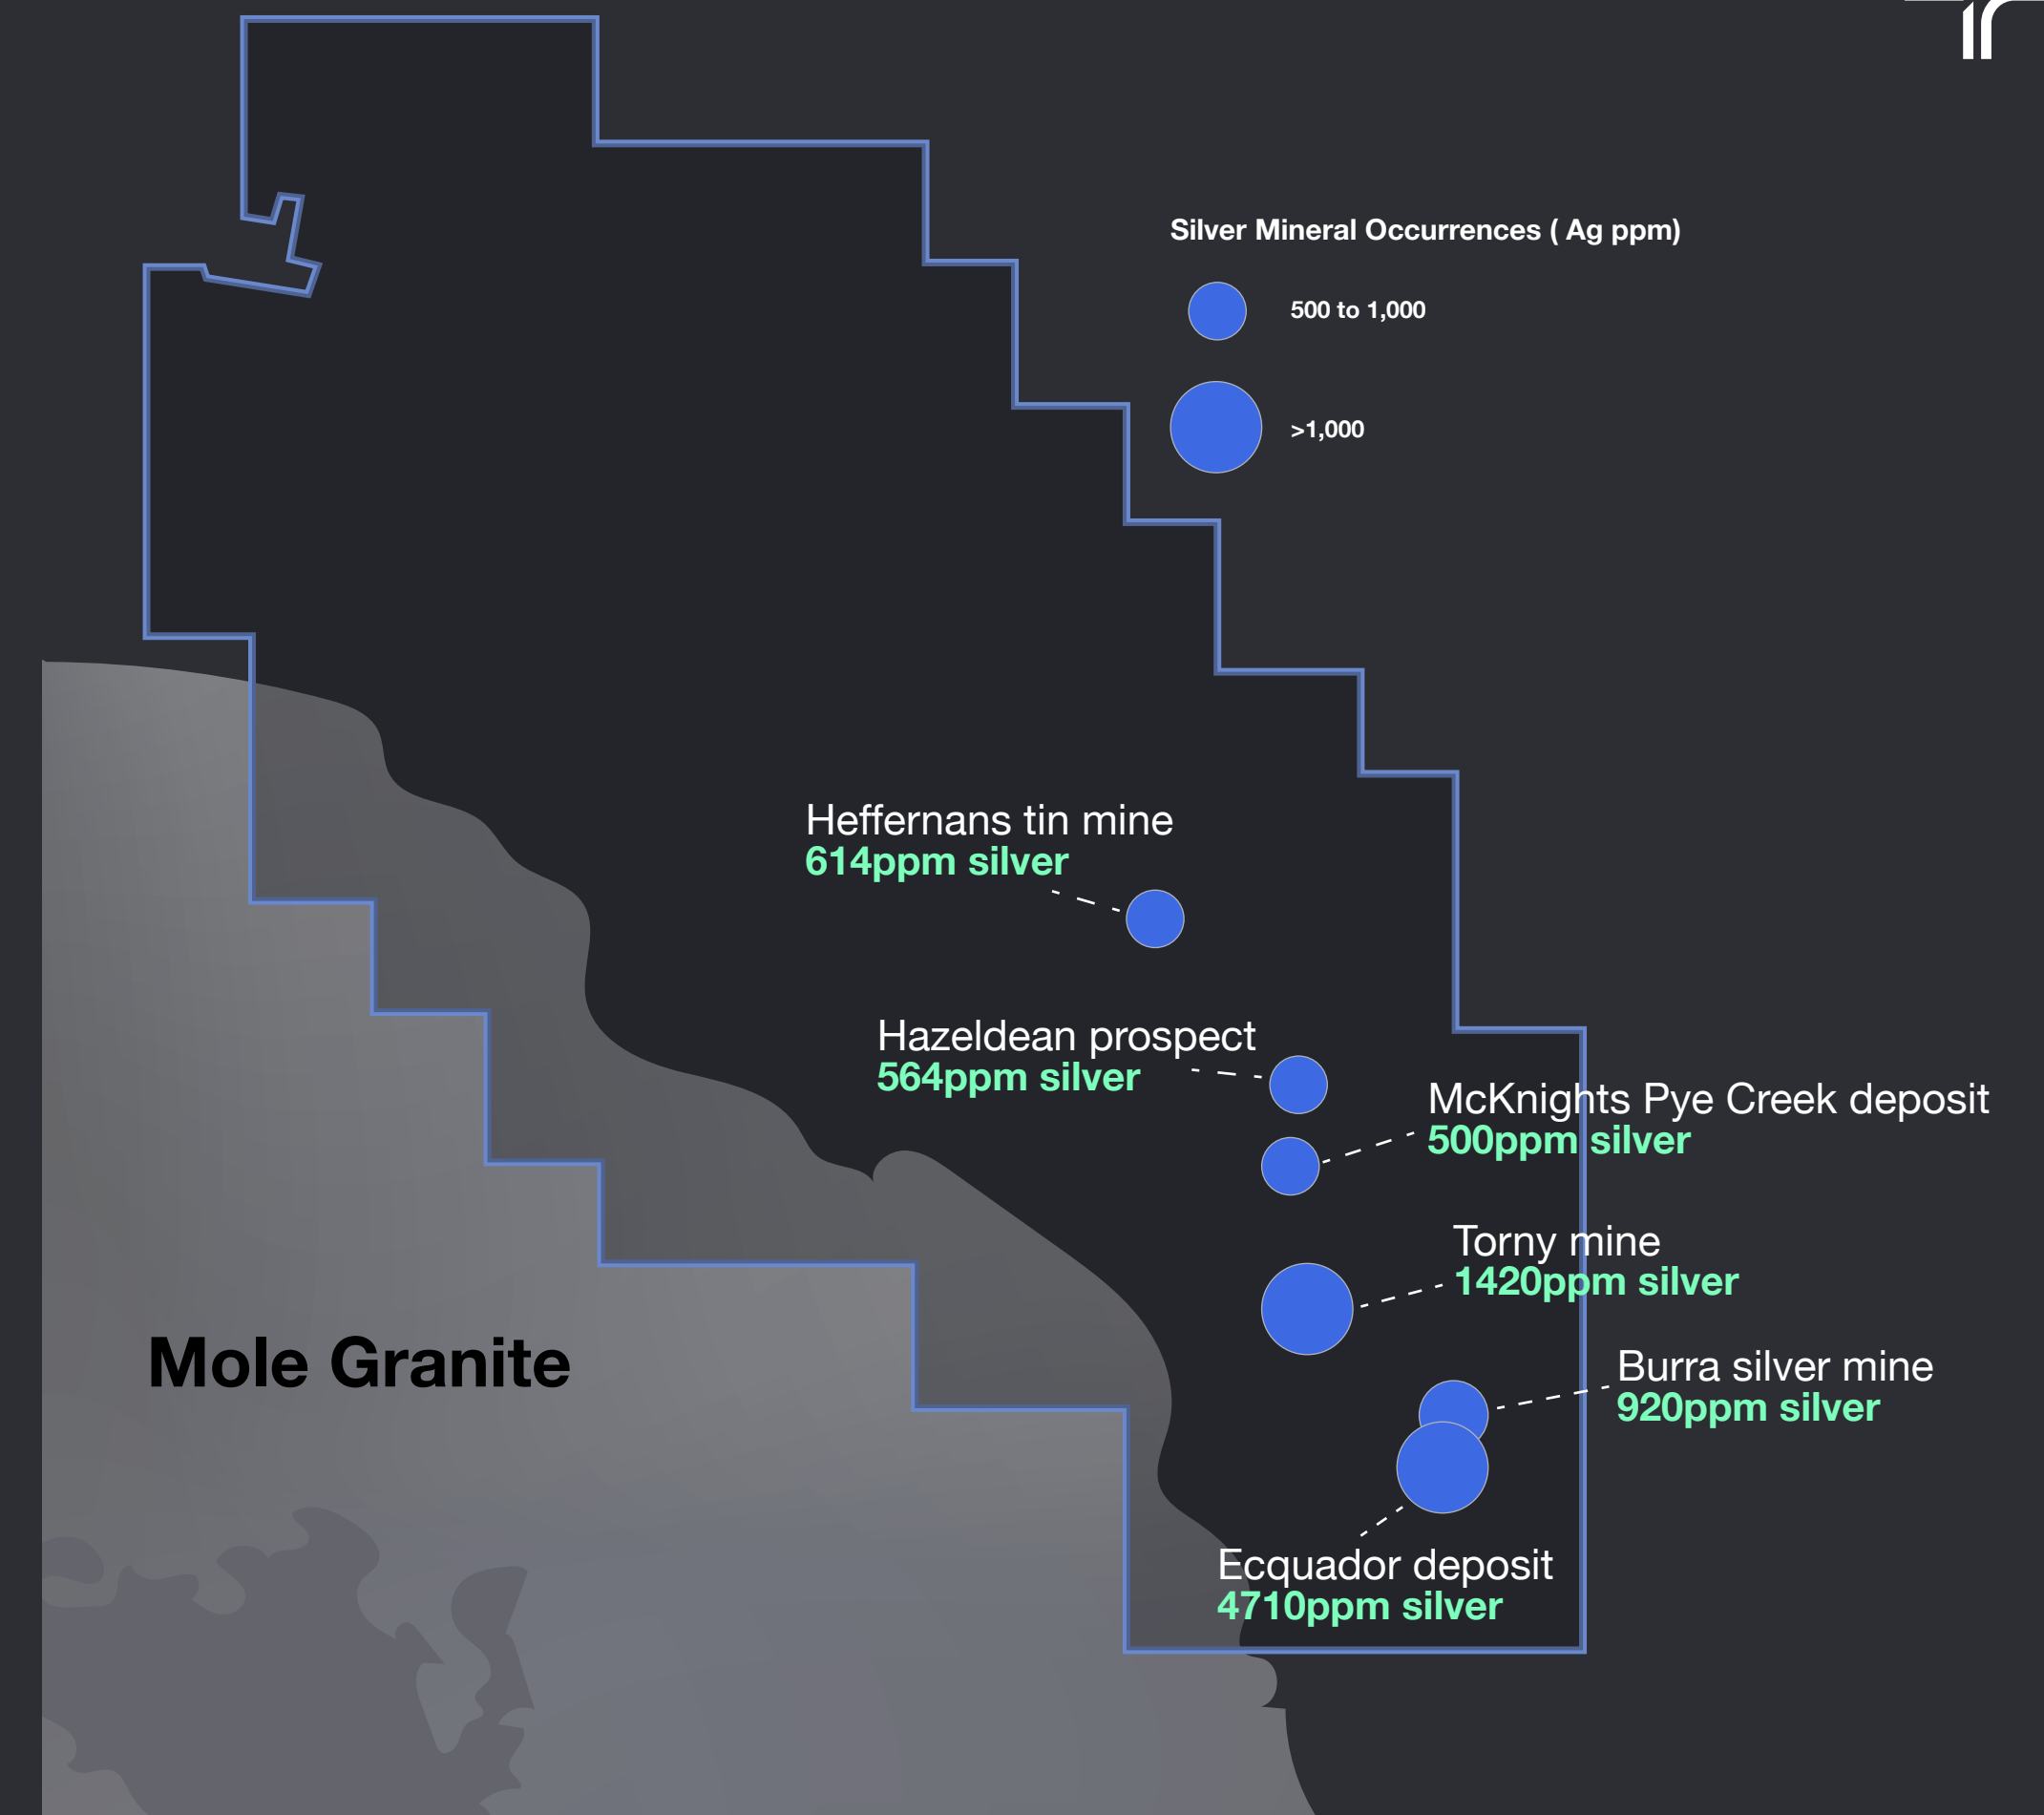 Silver Mineral Occurrences ( Ag ppm)
500 to 1,000
>1,000
Heffernans tin mine
614ppm silver
Hazeldean prospect
564ppm silver
McKnights Pye Creek deposit
500ppm silver
Torny mine
1420ppm silver
Burra silver mine
920ppm silver
Mole Granite
Ecquador deposit
4710ppm silver